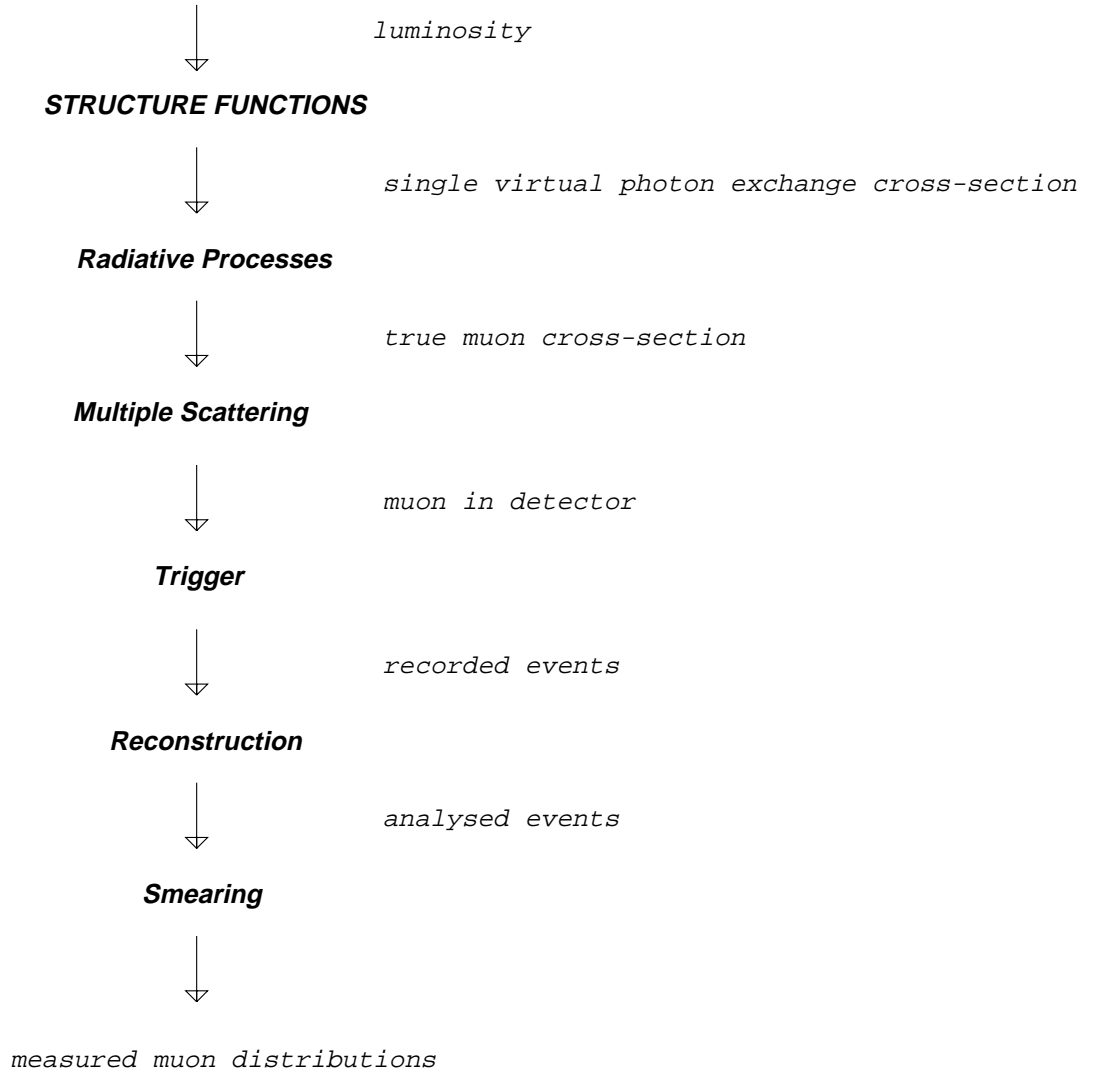 luminosity
STRUCTURE FUNCTIONS
single virtual photon exchange cross-section
Radiative Processes
true muon cross-section
Multiple Scattering
muon in detector
Trigger
recorded events
Reconstruction
analysed events
Smearing
measured muon distributions